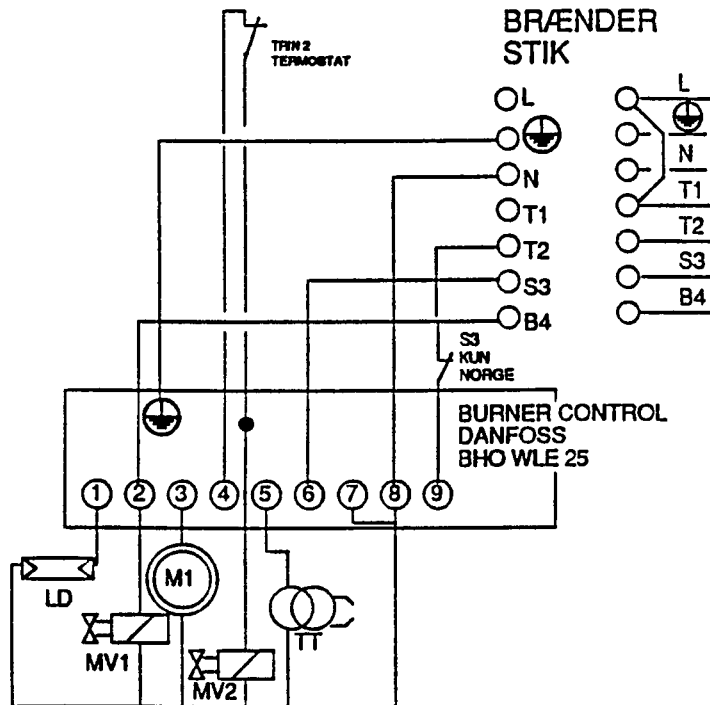 BRÆNDER
STIK
TRIN 2
TERMOSTAT
L
N
T1
T2
S3
B4
L
N
T1
T2
S3
B4
S3
KUN
NORGE
BURNER CONTROL
DANFOSS
BHO WLE 25
1 2 3 4 5 6 7 8 9
LD
M1
MV1
TT
MV2